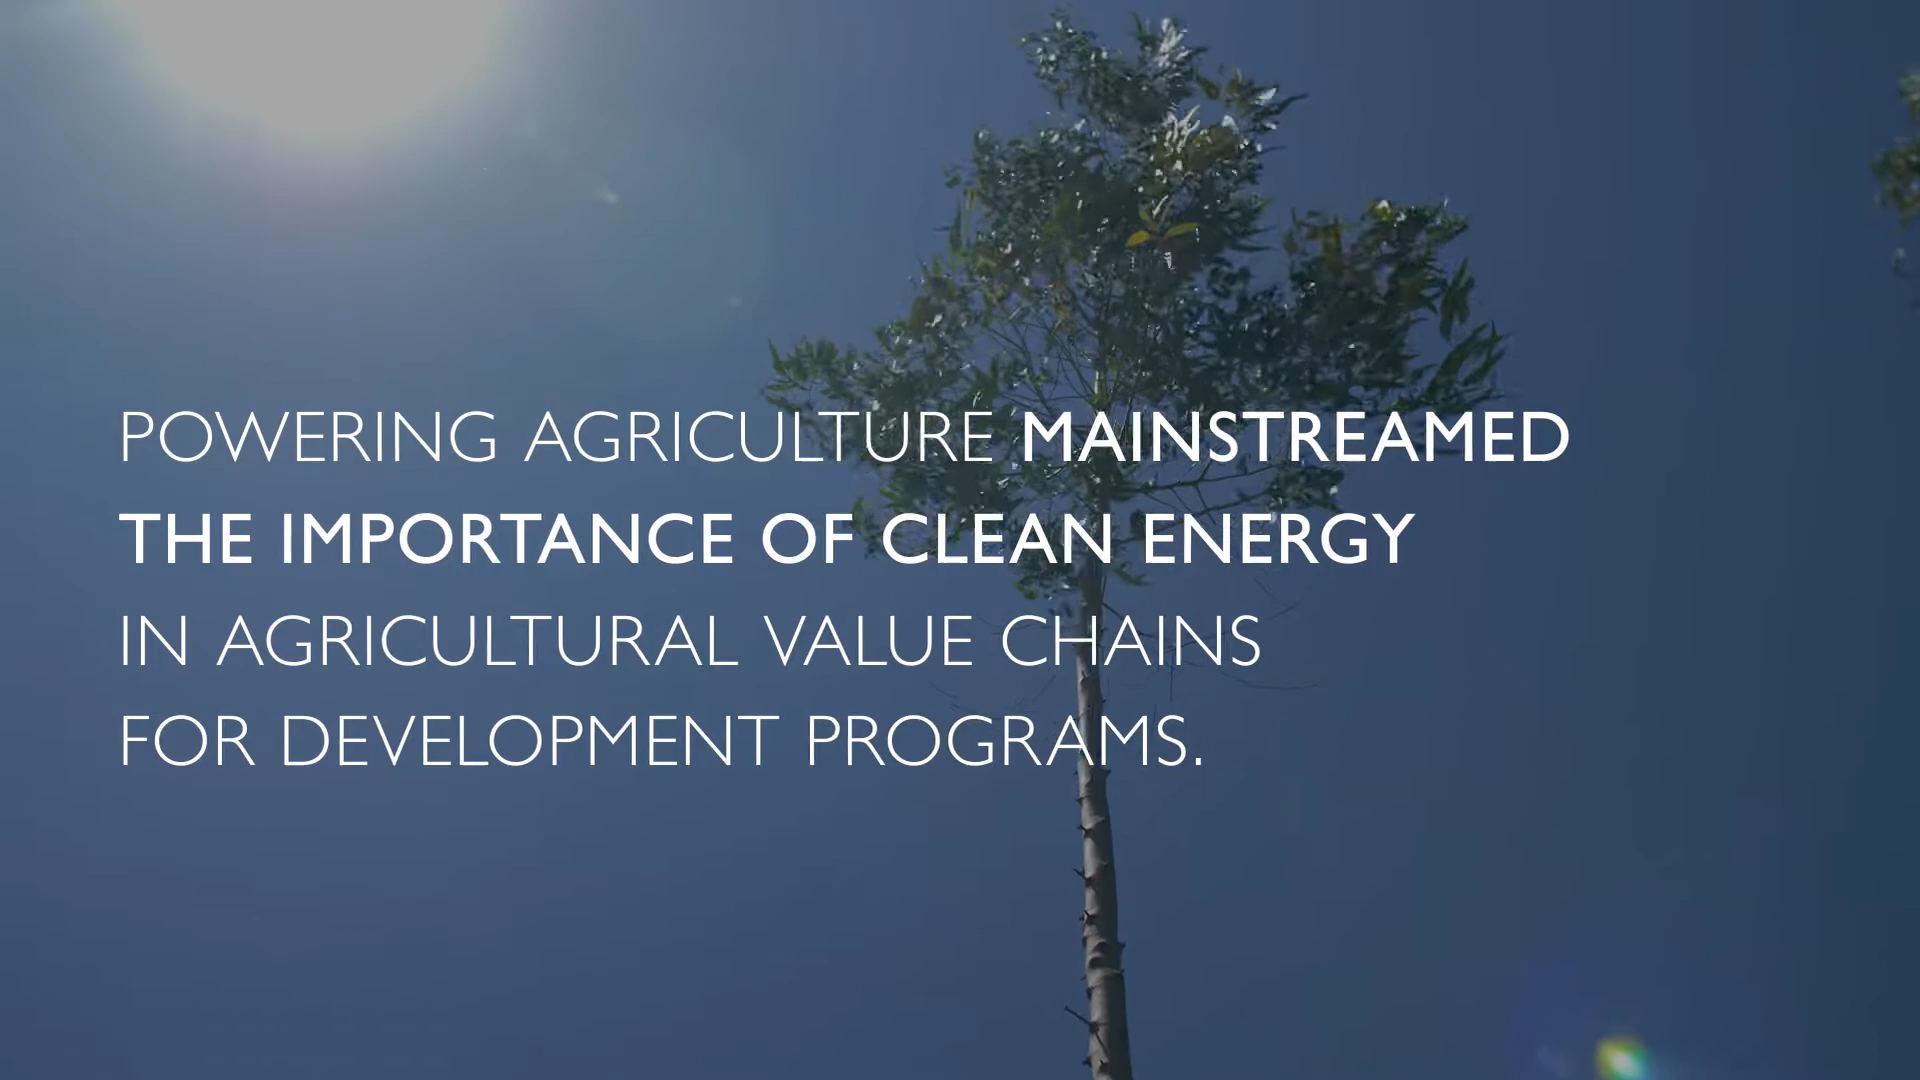 POWERING AGRICULTURE MAINSTREAMED
THE IMPORTANCE OF CLEAN ENERGY
IN AGRICULTURAL VALUE CHAINS
FOR DEVELOPMENT PROGRAMS.